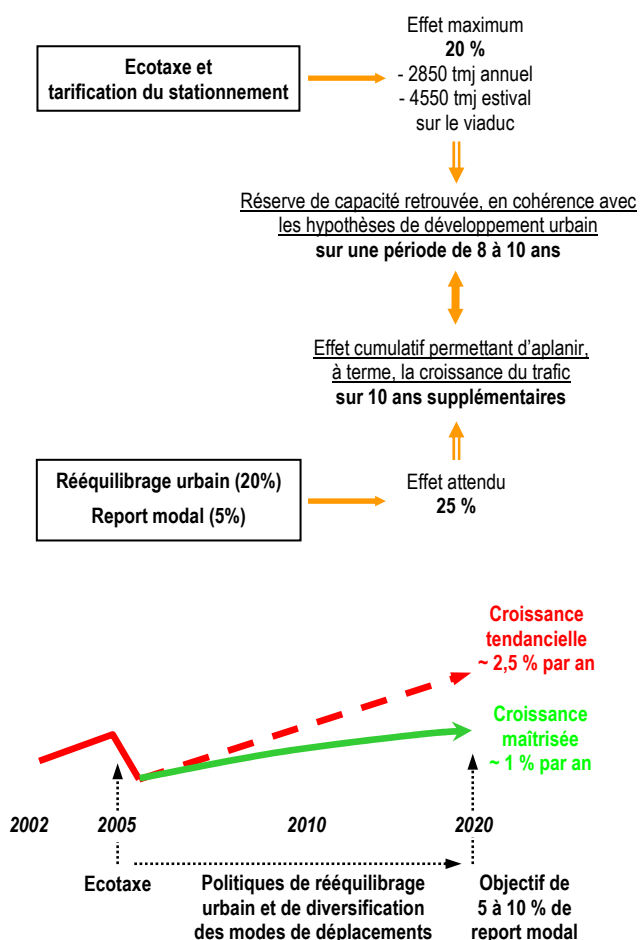 Effet maximum
20 %
- 2850 tmj annuel
- 4550 tmj estival
sur le viaduc
Ecotaxe et
tarification du stationnement
Réserve de capacité retrouvée, en cohérence avec
les hypothèses de développement urbain
sur une période de 8 à 10 ans
Effet cumulatif permettant d'aplanir,
à terme, la croissance du trafic
sur 10 ans supplémentaires
Rééquilibrage urbain (20%)
Report modal (5%)
Effet attendu
25 %
Croissance
tendancielle
~ 2,5 % par an
Croissance
maîtrisée
~ 1 % par an
2002 2005 2010 2020
Ecotaxe
Politiques de rééquilibrage
urbain et de diversification
des modes de déplacements
Objectif de
5 à 10 % de
report modal